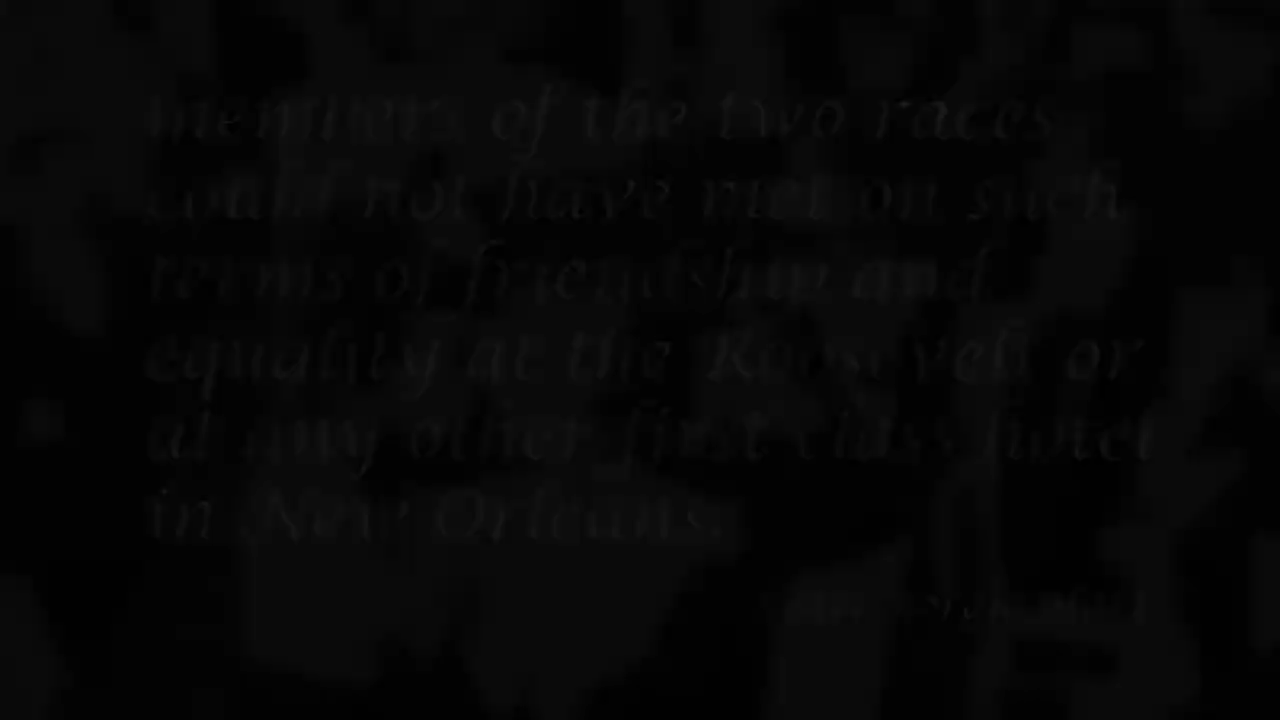 members of the two races
could not have met on such
terms of friendship and
equality at the Roosevelt or
at any other first class hotel
in New Orleans.